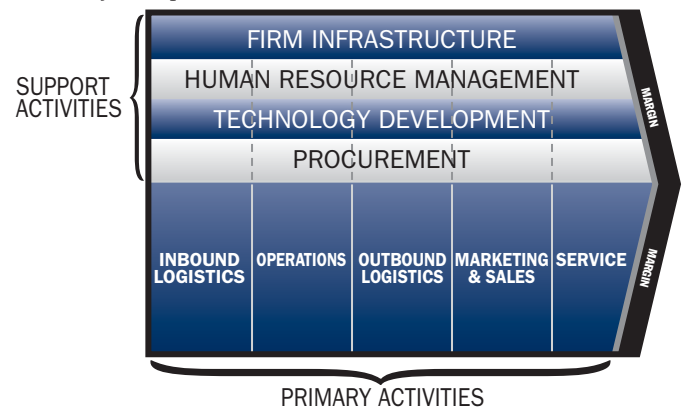 FIRM INFRASTRUCTURE
HUMAN RESOURCE MANAGEMENT
SUPPORT
ACTIVITIES
TECHNOLOGY DEVELOPMENT
PROCUREMENT
MARGIN
INBOUND
LOGISTICS
OPERATIONS
OUTBOUND
LOGISTICS
MARKETING
& SALES
SERVICE
MARGIN
PRIMARY ACTIVITIES